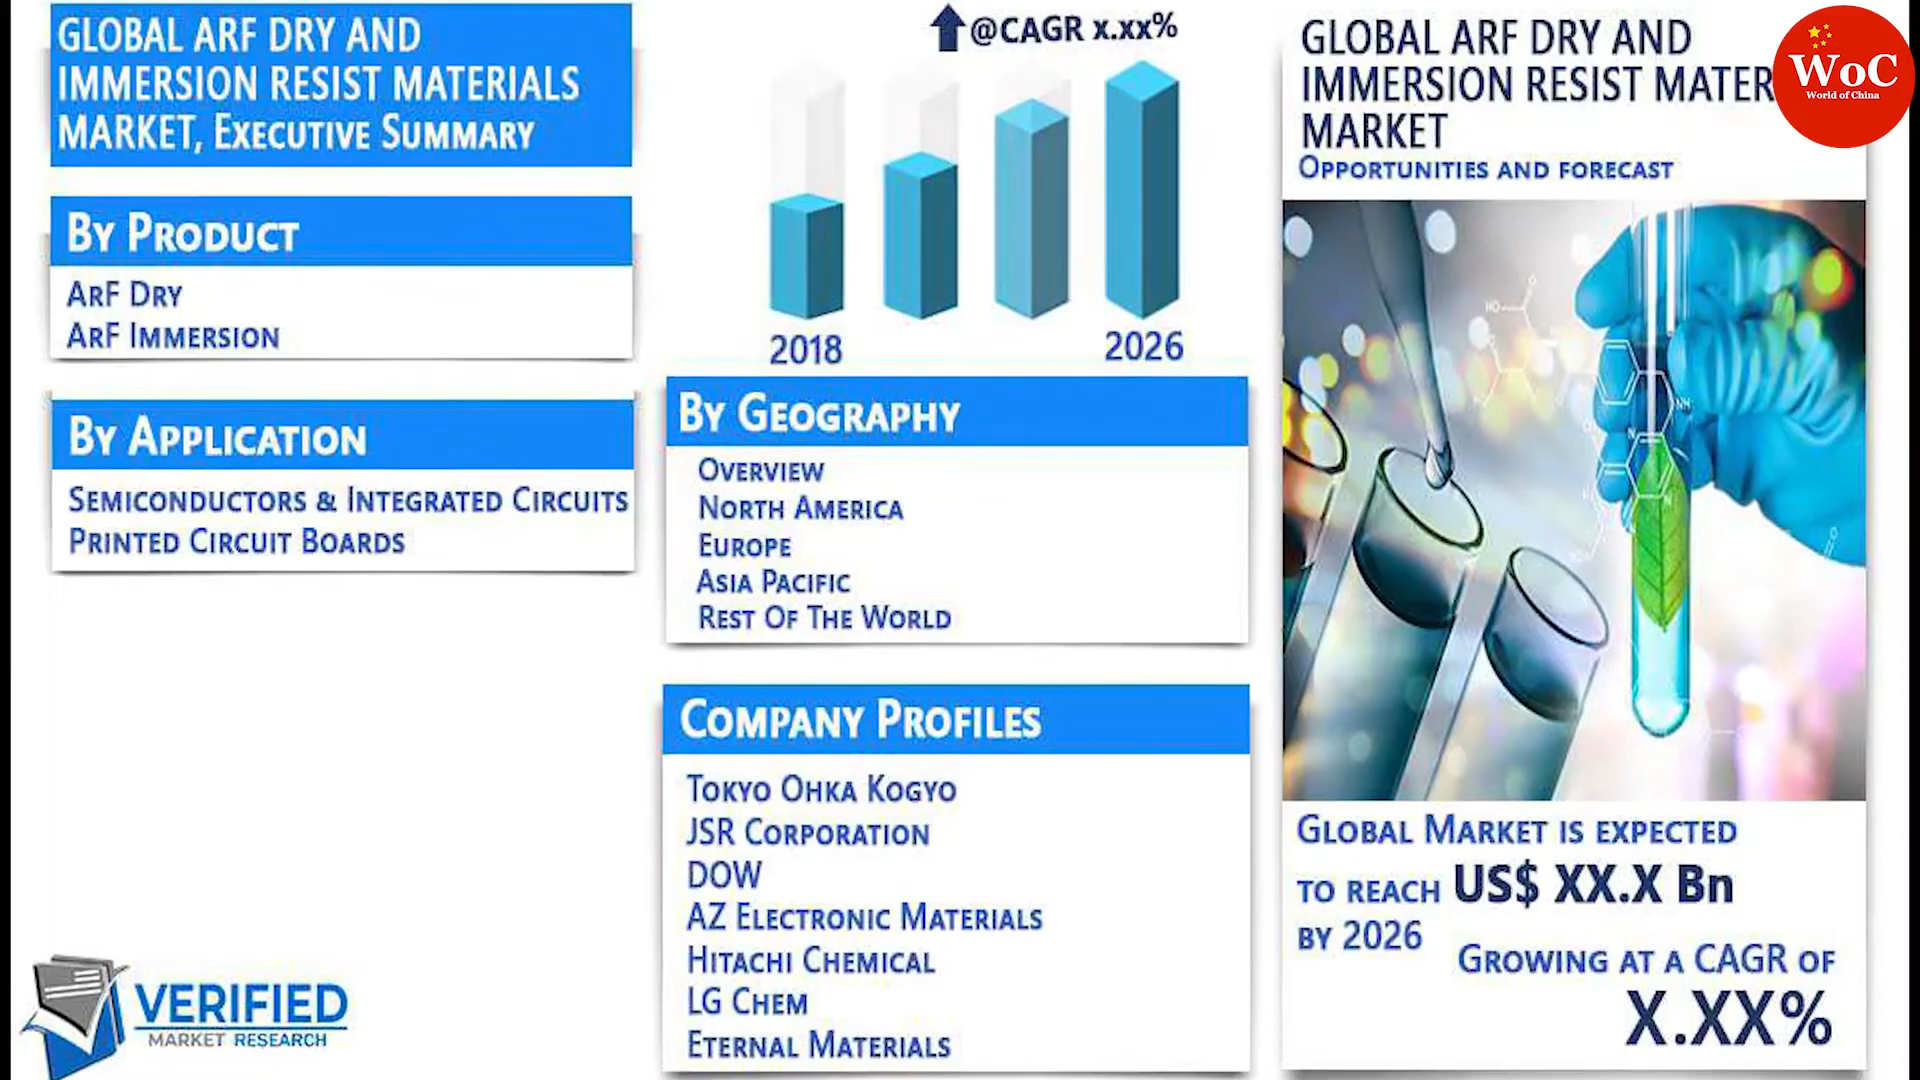 GLOBAL ARF DRY AND
IMMERSION RESIST MATERIALS
MARKET, EXECUTIVE SUMMARY
BY PRODUCT
ARF DRY
ARF IMMERSION
BY APPLICATION
SEMICONDUCTORS & INTEGRATED CIRCUITS
PRINTED CIRCUIT BOARDS
VERIFIED
MARKET RESEARCH
@CAGR x.xx%
2018
2026
BY GEOGRAPHY
OVERVIEW
NORTH AMERICA
EUROPE
ASIA PACIFIC
REST OF THE WORLD
COMPANY PROFILES
TOKYO OHKA KOGYO
JSR CORPORATION
DOW
AZ ELECTRONIC MATERIALS
HITACHI CHEMICAL
LG CHEM
ETERNAL MATERIALS
GLOBAL ARF DRY AND
IMMERSION RESIST MATER
MARKET
OPPORTUNITIES AND FORECAST
WoC
World of China
HO
O
NH
N
GLOBAL MARKET IS EXPECTED
TO REACH US$ XX.X Bn
BY 2026
GROWING AT A CAGR OF
X.XX%